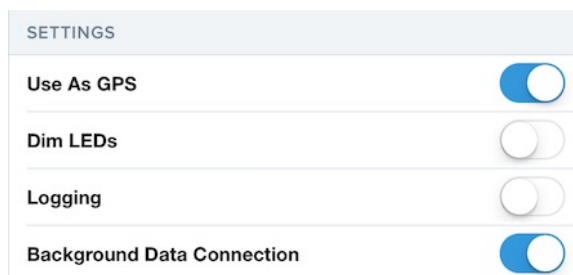 SETTINGS
Use As GPS
Dim LEDs
Logging
Background Data Connection